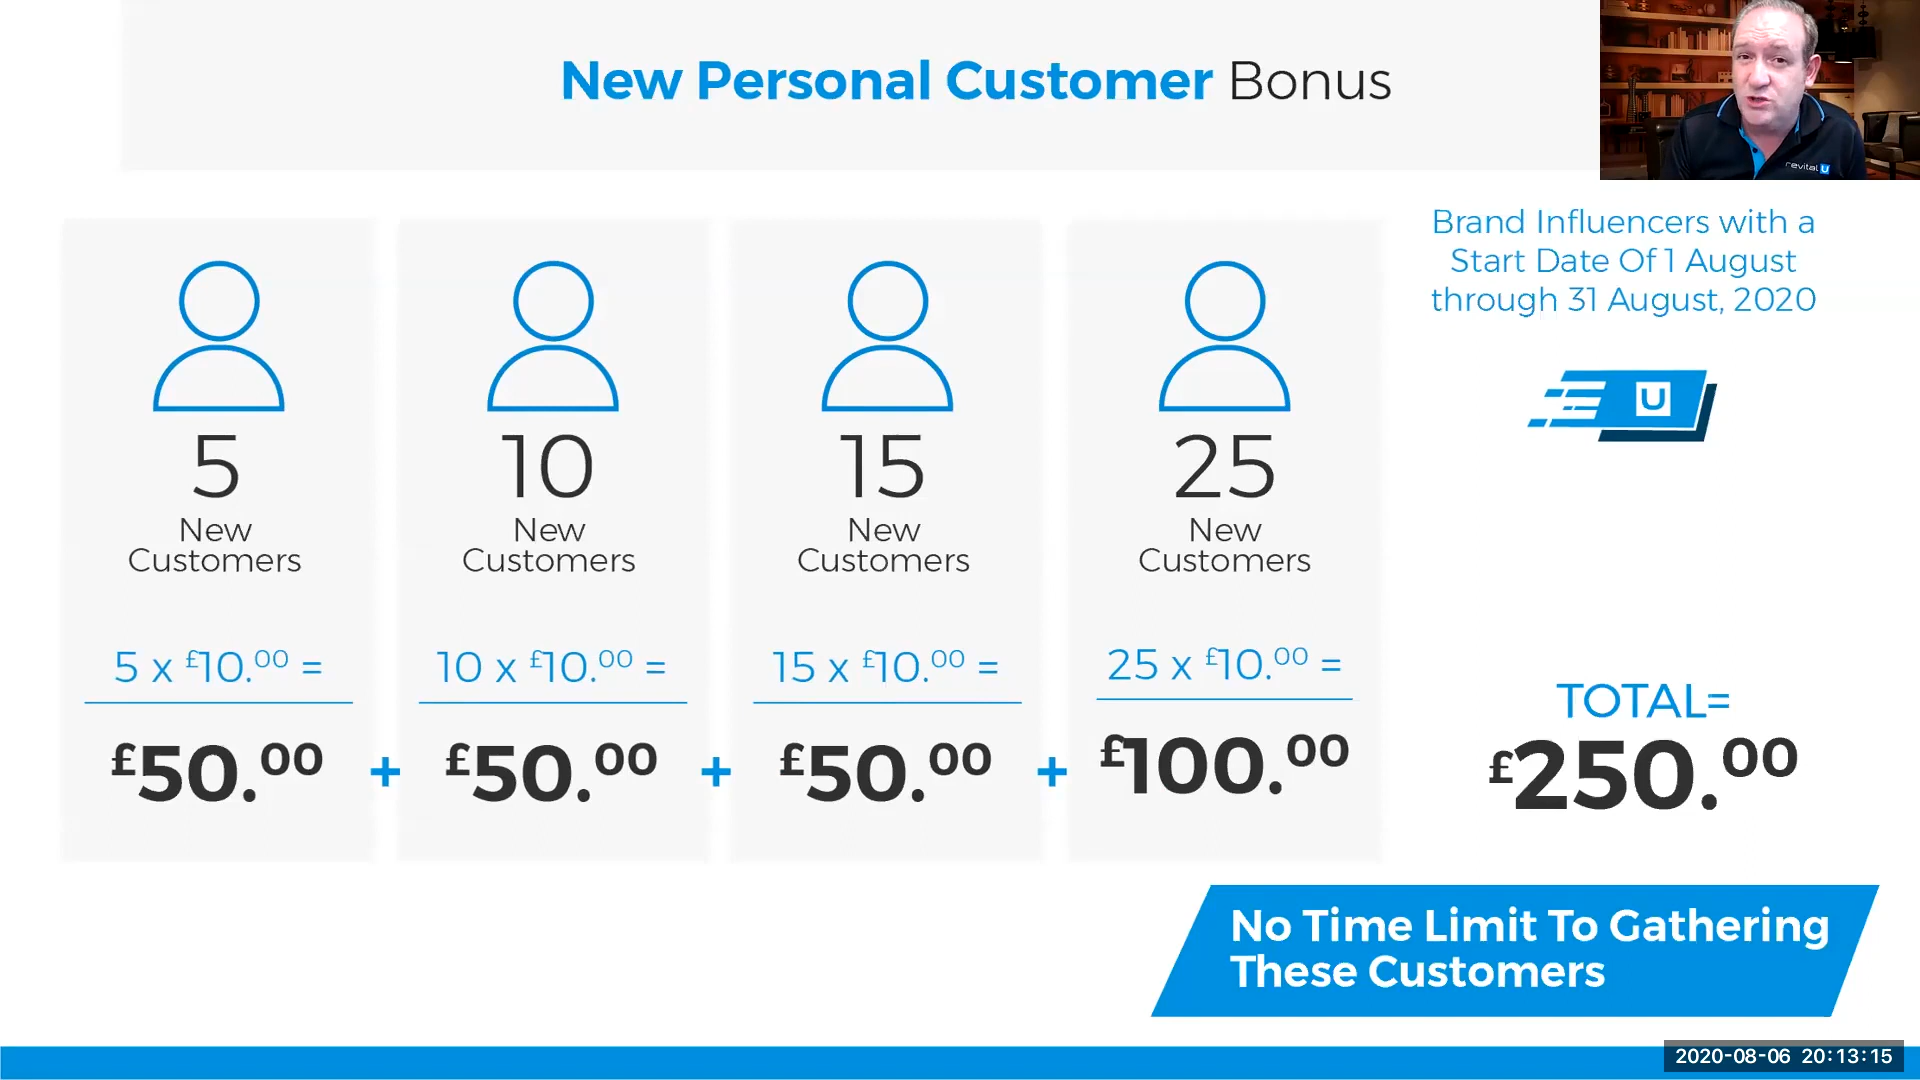 New Personal Customer Bonus
revital U
Brand Influencers with a
Start Date Of 1 August
through 31 August, 2020
U
5
New
Customers
5 x £10.00 =
£50.00
+
10
New
Customers
10 x £10.00 =
£50.00
+
15
New
Customers
15 x £10.00 =
£50.00
+
25
New
Customers
25 x £10.00 =
£100.00
TOTAL=
£250.00
No Time Limit To Gathering
These Customers
2020-08-06 20:13:15